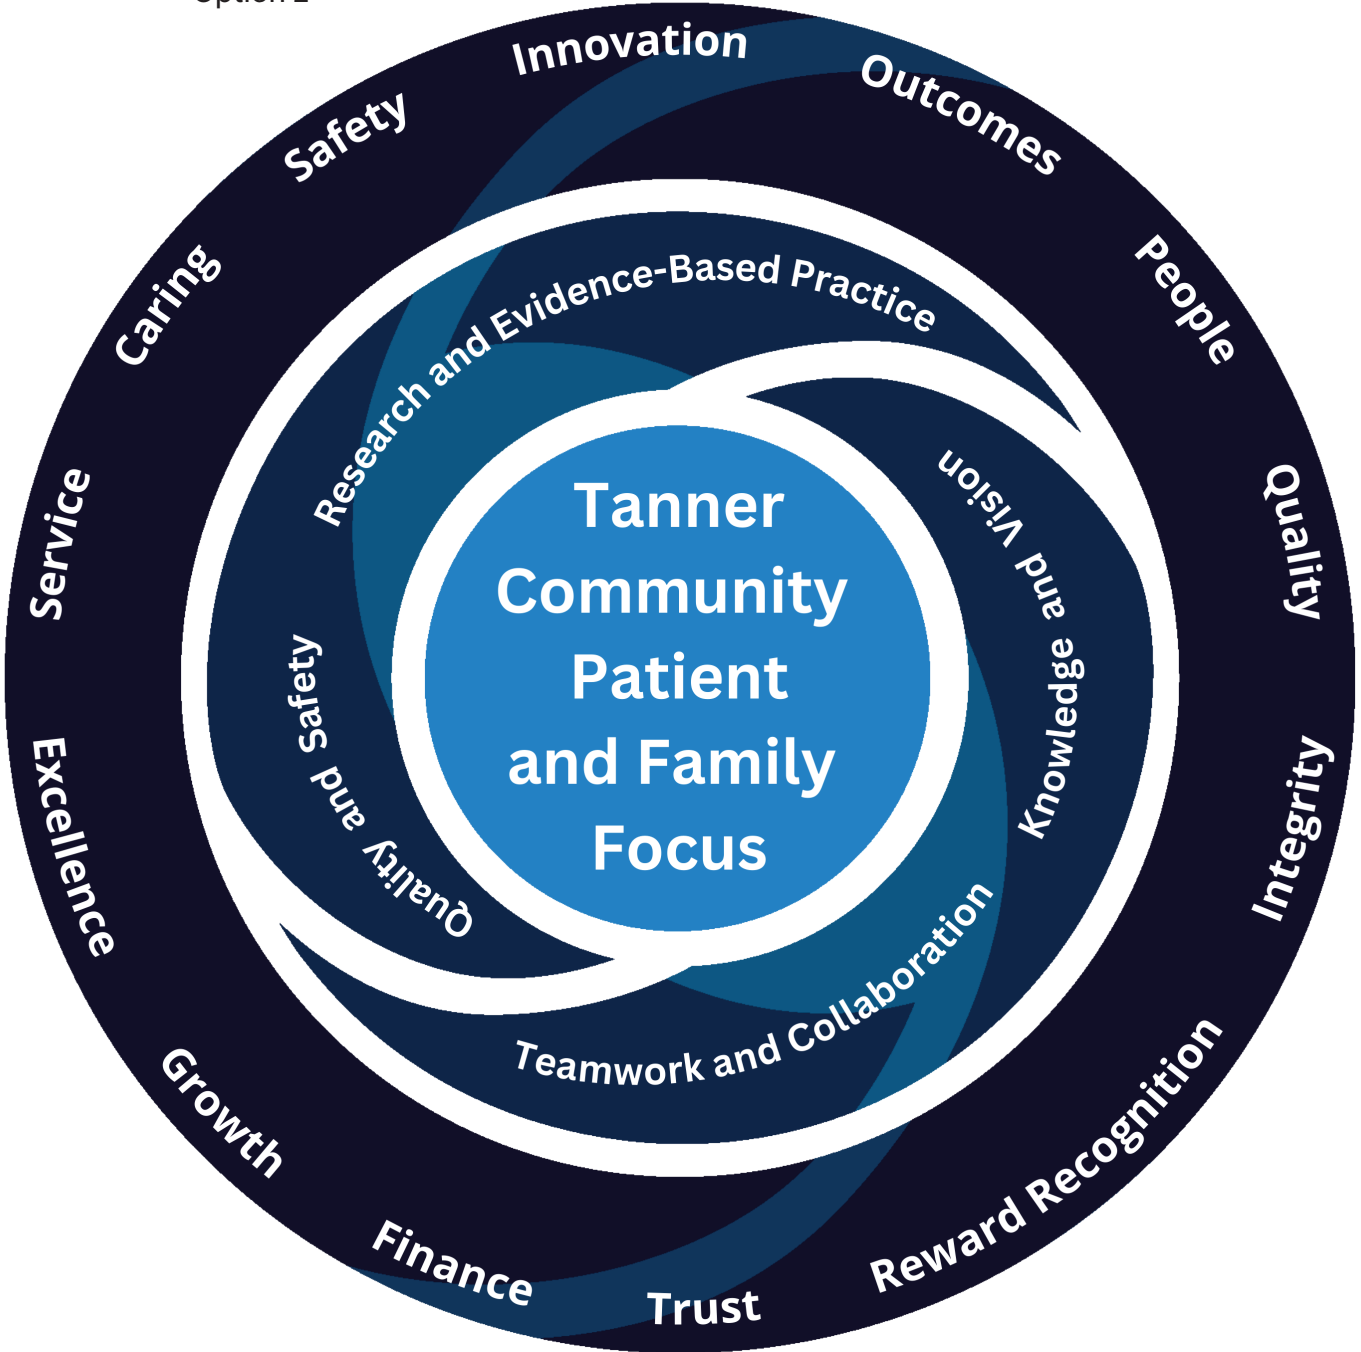 Innovation
Outcomes
People
Quality
Integrity
Reward Recognition
Trust
Finance
Growth
Excellence
Service
Caring
Safety
Research and Evidence-Based Practice
Knowledge and Vision
Teamwork and Collaboration
Quality and Safety
Tanner
Community
Patient
and Family
Focus